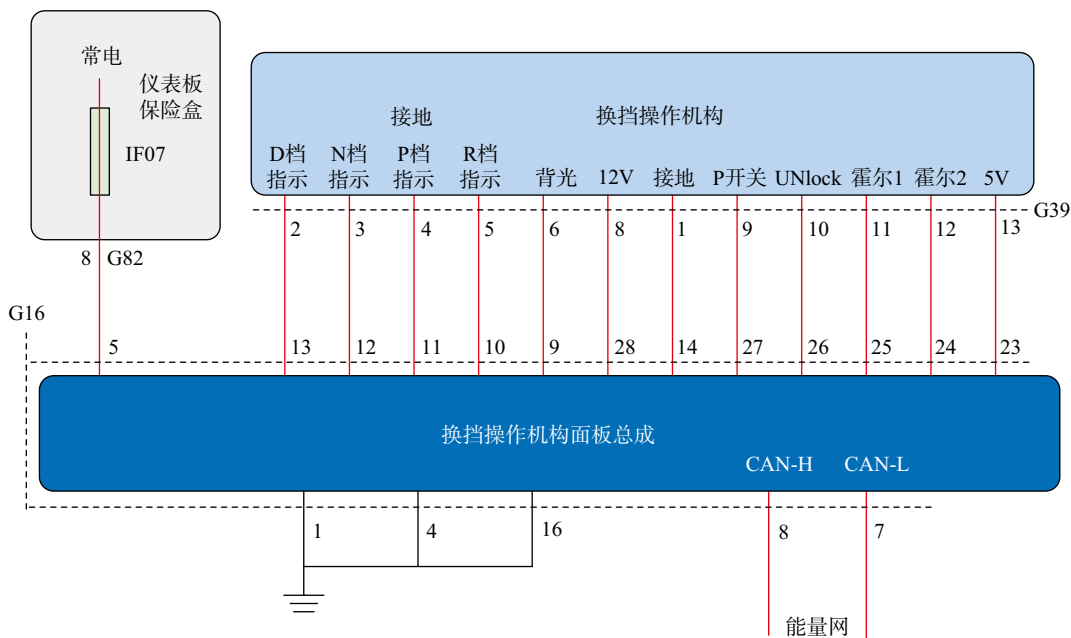 常电
仪表板
保险盒
IF07
8 G82
接地 换挡操作机构
D档 N档 P档 R档
指示 指示 指示 指示 背光 12V 接地 P开关 UNlock 霍尔1 霍尔2 5V
G39
2 3 4 5 6 8 1 9 10 11 12 13
G16
5 13 12 11 10 9 28 14 27 26 25 24 23
换挡操作机构面板总成
CAN-H CAN-L
1 4 16 8 7
能量网